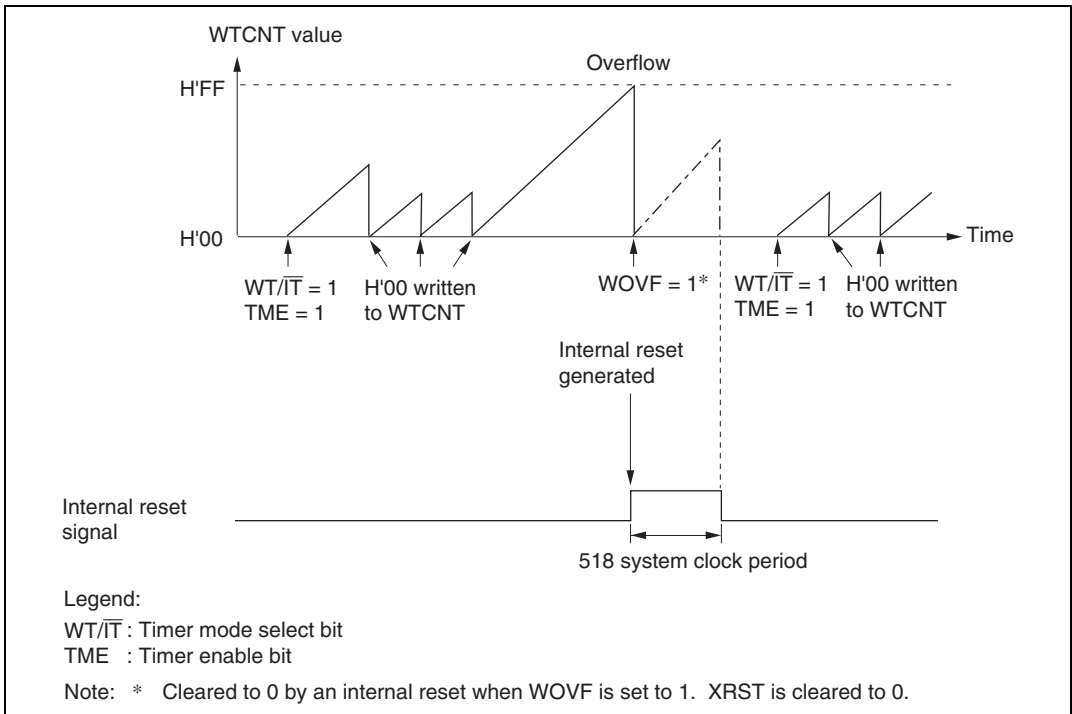 WTCNT value
Overflow
H'FF
H'00
Time
WT/I̅T̅ = 1
TME = 1
H'00 written
to WTCNT
WOVF = 1*
WT/I̅T̅ = 1
TME = 1
H'00 written
to WTCNT
Internal reset
generated
Internal reset
signal
518 system clock period
Legend:
WT/I̅T̅ : Timer mode select bit
TME : Timer enable bit
Note: * Cleared to 0 by an internal reset when WOVF is set to 1. XRST is cleared to 0.